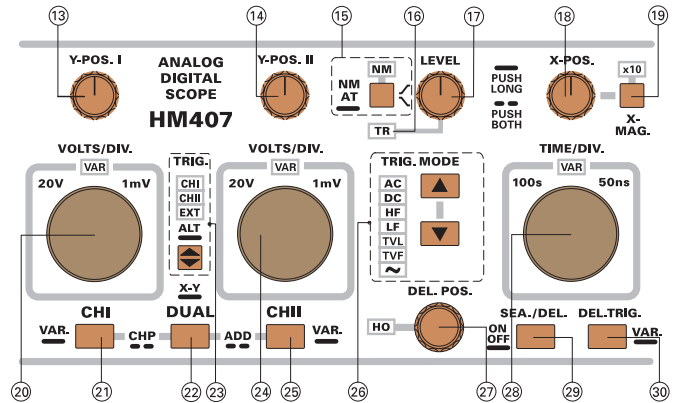 13 14 15 16 17 18 19
Y-POS. I
ANALOG
DIGITAL
SCOPE
HM407
Y-POS. II
NM
AT
NM
TR
LEVEL
PUSH
LONG
PUSH
BOTH
X-POS.
x10
X-
MAG.
VOLTS/DIV.
VAR
20V 1mV
TRIG.
CHI
CHII
EXT
ALT
VOLTS/DIV.
VAR
20V 1mV
TRIG. MODE
AC
DC
HF
LF
TVL
TVF
~
TIME/DIV.
VAR
100s 50ns
X-Y
DEL. POS.
HO
VAR. CHI CHP DUAL ADD CHII VAR.
ON
OFF
SEA./DEL.
DEL.TRIG.
VAR.
20 21 22 23 24 25 26 27 28 29 30